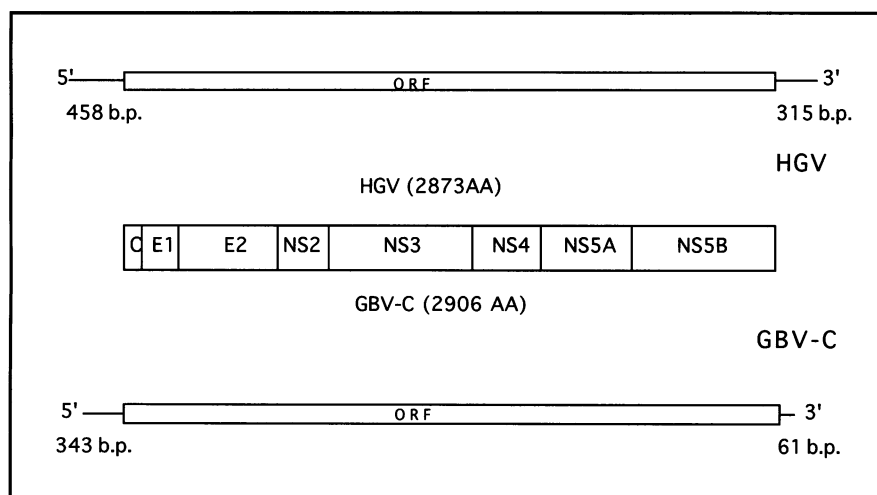 5' 3'
ORF
458 b.p. 315 b.p.
HGV
HGV (2873AA)
C E1 E2 NS2 NS3 NS4 NS5A NS5B
GBV-C (2906 AA)
GBV-C
5' 3'
ORF
343 b.p. 61 b.p.